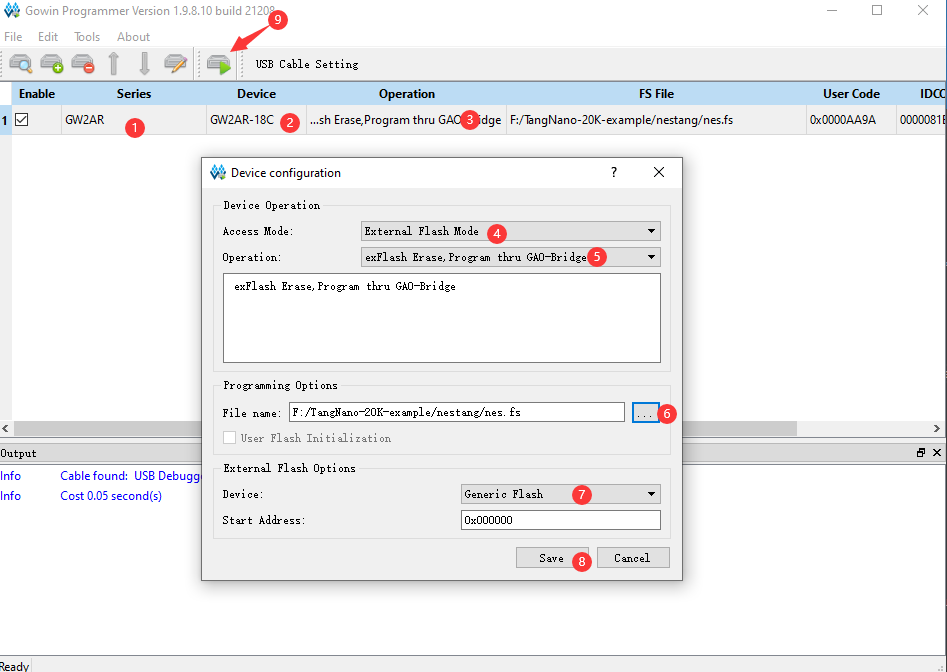 Gowin Programmer Version 1.9.8.10 build 21208
9
File Edit Tools About
USB Cable Setting
Enable Series Device Operation FS File User Code IDCO
1 GW2AR 1 GW2AR-18C 2 ...sh Erase,Program thru GAO 3 ridge F:/TangNano-20K-example/nestang/nes.fs 0x0000AA9A 0000081B
Device configuration ?
Device Operation
Access Mode: External Flash Mode 4
Operation: exFlash Erase,Program thru GAO-Bridge 5
exFlash Erase,Program thru GAO-Bridge
Programming Options
File name: F:/TangNano-20K-example/nestang/nes.fs ... 6
User Flash Initialization
Output
External Flash Options
Info Cable found: USB Debugge
Device: Generic Flash 7
Info Cost 0.05 second(s)
Start Address: 0x000000
Save 8 Cancel
Ready